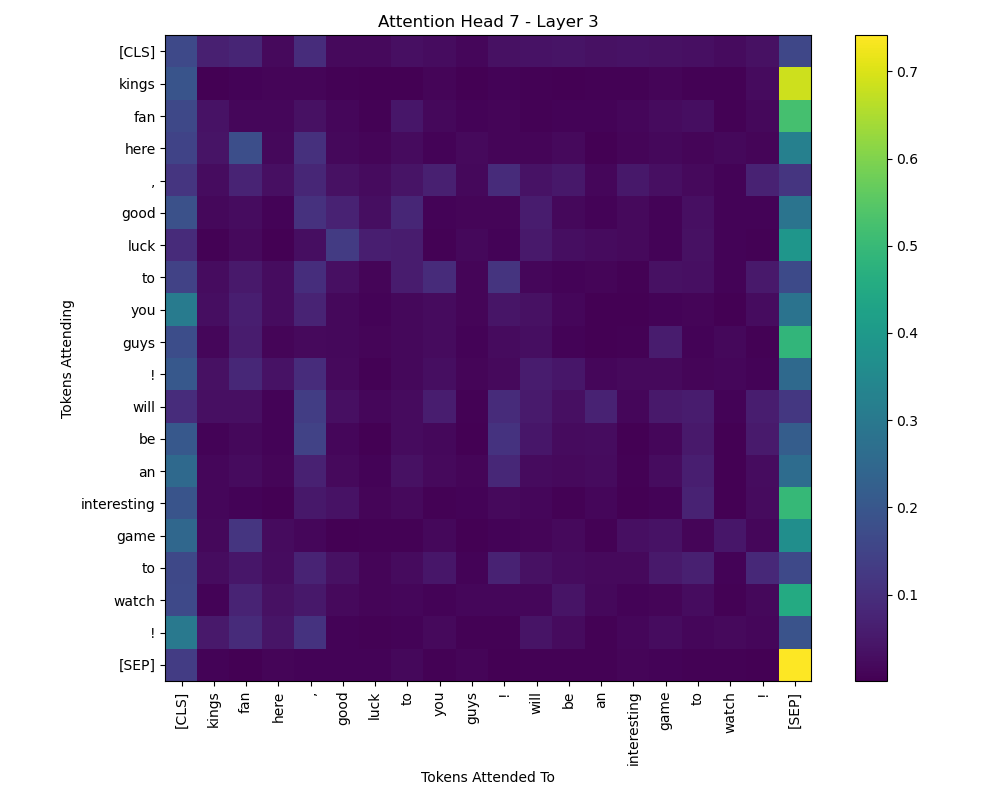 Attention Head 7 - Layer 3
Tokens Attending
[CLS]
kings
fan
here
,
good
luck
to
you
guys
!
will
be
an
interesting
game
to
watch
!
[SEP]
[CLS]
kings
fan
here
,
good
luck
to
you
guys
!
will
be
an
interesting
game
to
watch
!
[SEP]
Tokens Attended To
0.7
0.6
0.5
0.4
0.3
0.2
0.1